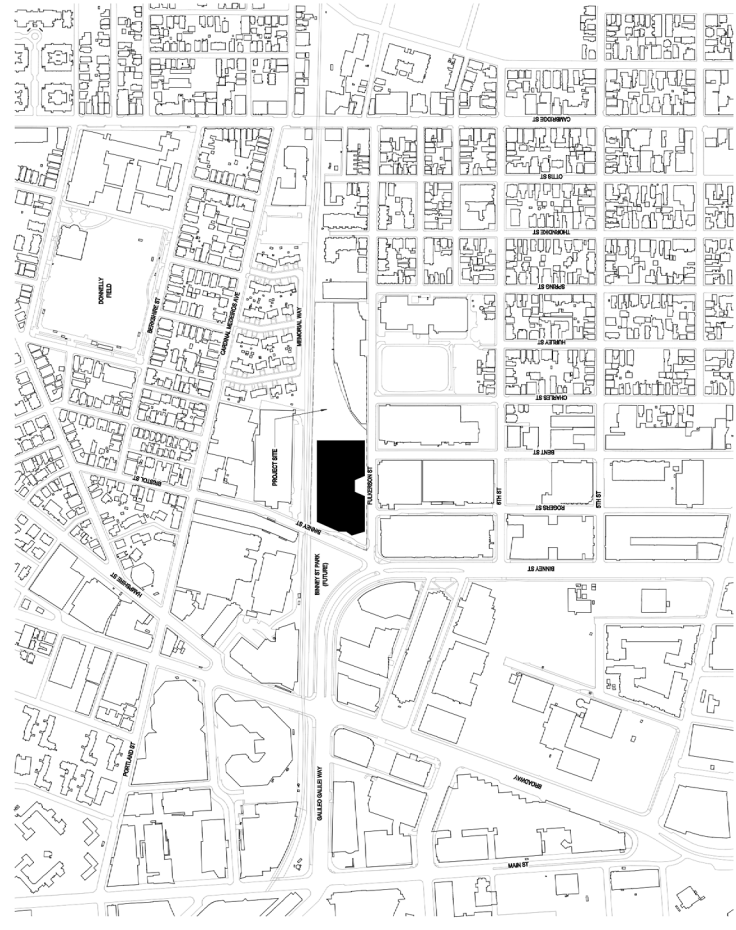 CAMBRIDGE ST
OTIS ST
THORNDIKE ST
DONNELLY
FIELD
BERKSHIRE ST
CARDINAL MEDEIROS AVE
MEMORIAL WAY
SPRING ST
HURLEY ST
CHARLES ST
BENT ST
PROJECT SITE
FULKERSON ST
BRISTOL ST
6TH ST
ROGERS ST
5TH ST
BINNEY ST
BINNEY ST PARK
(FUTURE)
BINNEY ST
HAMPSHIRE ST
PORTLAND ST
GALILEO GALILEI WAY
BROADWAY
MAIN ST